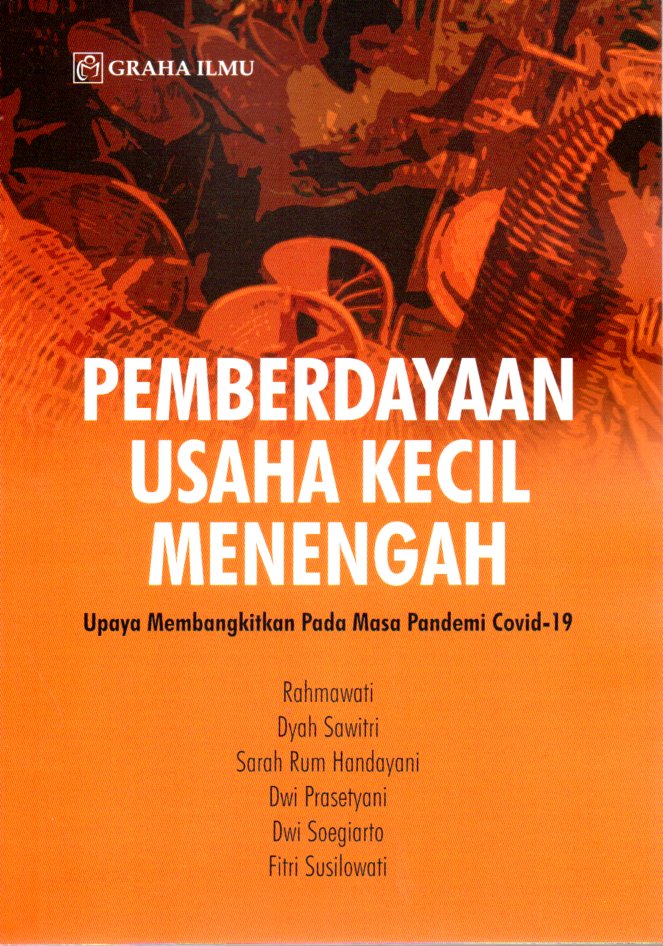 GRAHA ILMU
PEMBERDAYAAN
USAHA KECIL
MENENGAH
Upaya Membangkitkan Pada Masa Pandemi Covid-19
Rahmawati
Dyah Sawitri
Sarah Rum Handayani
Dwi Prasetyani
Dwi Soegiarto
Fitri Susilowati